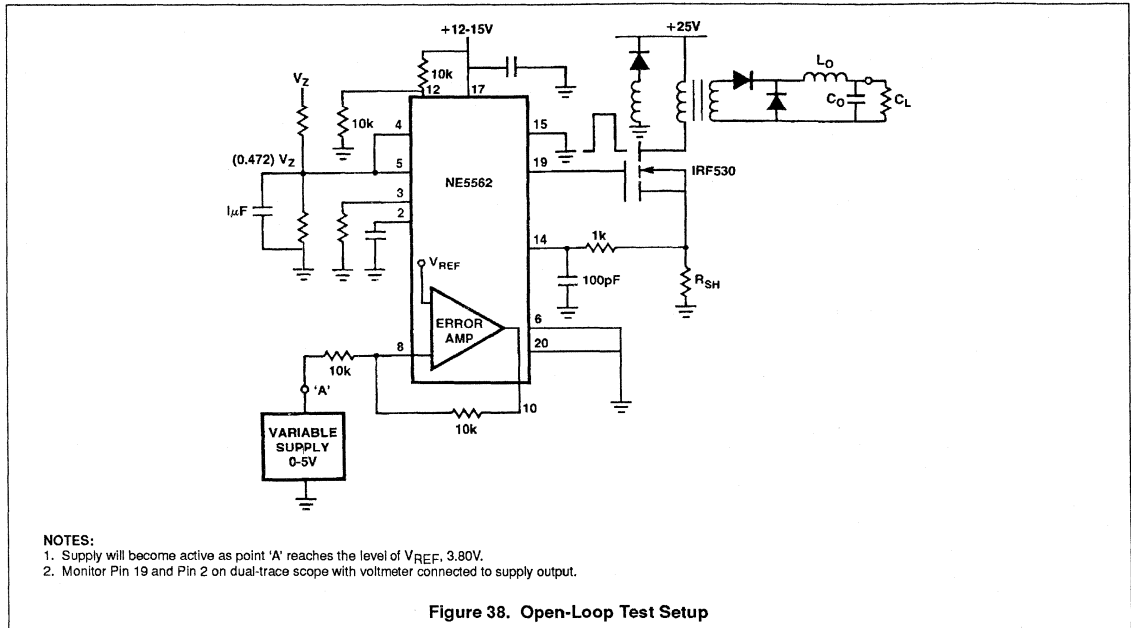 +12-15V
+25V
10k
VZ
12
17
10k
4
15
LO
CO
CL
(0.472) VZ
5
19
NE5562
IRF530
1μF
3
2
14
1k
VREF
100pF
RSH
ERROR
AMP
6
20
8
10k
'A'
10
10k
VARIABLE
SUPPLY
0-5V
NOTES:
1. Supply will become active as point 'A' reaches the level of VREF, 3.80V.
2. Monitor Pin 19 and Pin 2 on dual-trace scope with voltmeter connected to supply output.
Figure 38. Open-Loop Test Setup